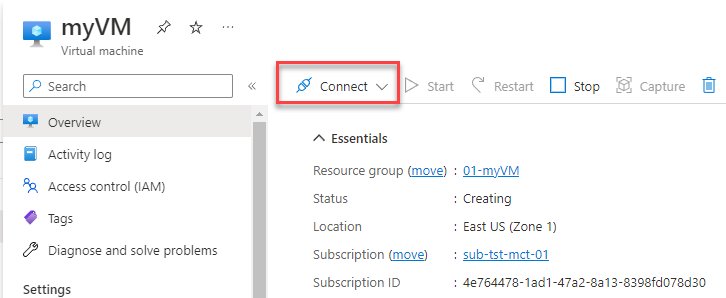 myVM
Virtual machine
Search
Connect
Start
Restart
Stop
Capture
Overview
Activity log
Access control (IAM)
Tags
Diagnose and solve problems
Settings
Essentials
Resource group (move) : 01-myVM
Status : Creating
Location : East US (Zone 1)
Subscription (move) : sub-tst-mct-01
Subscription ID : 4e764478-1ad1-47a2-8a13-8398fd078d30